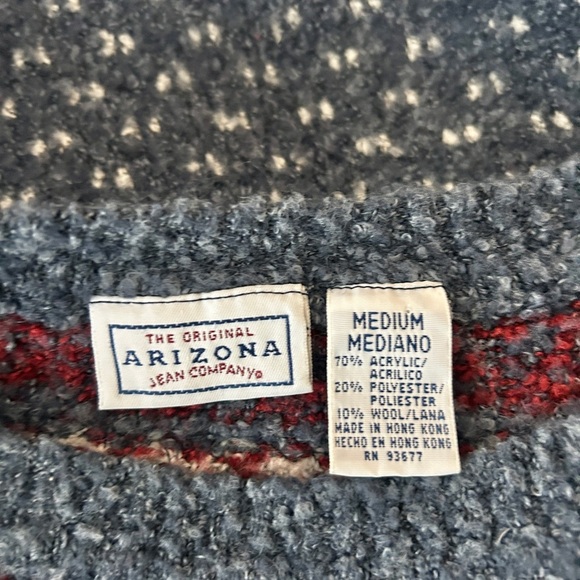 THE ORIGINAL
ARIZONA
JEAN COMPANY®
MEDIUM
MEDIANO
70% ACRYLIC/
ACRILICO
20% POLYESTER/
POLIESTER
10% WOOL/LANA
MADE IN HONG KONG
HECHO EN HONG KONG
RN 93677